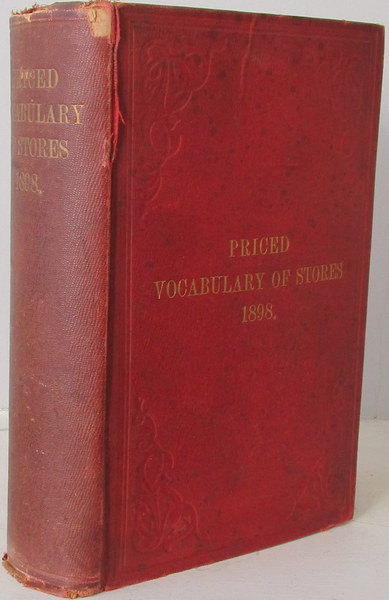 PRICED
CABULARY
STORES
1898.
PRICED
VOCABULARY OF STORES
1898.